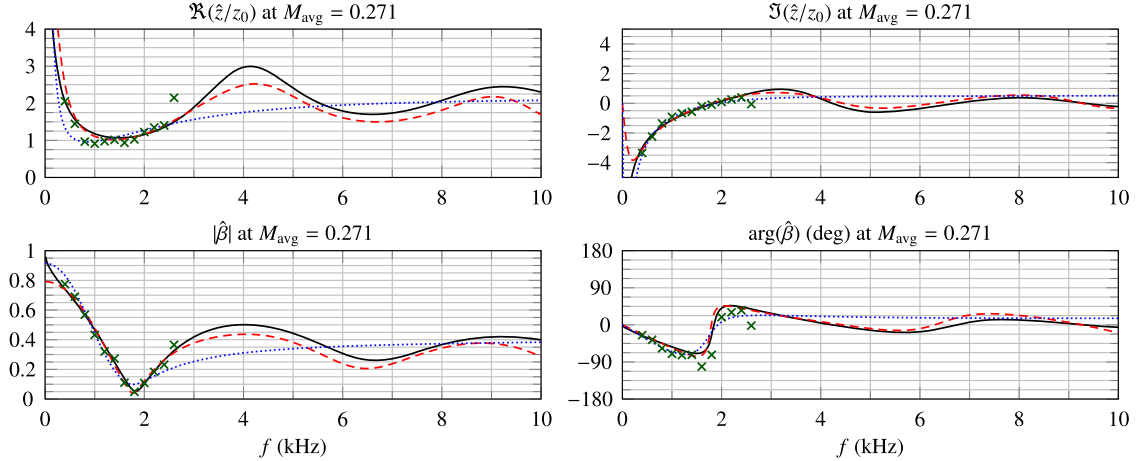 ℜ(ẑ/z₀) at M_avg = 0.271
4
3
2
1
0
0 2 4 6 8 10
ℑ(ẑ/z₀) at M_avg = 0.271
4
2
0
−2
−4
0 2 4 6 8 10
|β̂| at M_avg = 0.271
1
0.8
0.6
0.4
0.2
0
0 2 4 6 8 10
f (kHz)
arg(β̂) (deg) at M_avg = 0.271
180
90
0
−90
−180
0 2 4 6 8 10
f (kHz)